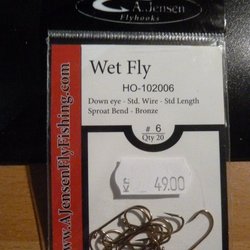 A. Jensen
Flyhooks
Wet Fly
HO-102006
Down eye - Std. Wire - Std Length
Sproat Bend - Bronze
# 6
Qty 20
KC
49.00
www.AJensenFlyFishing.com